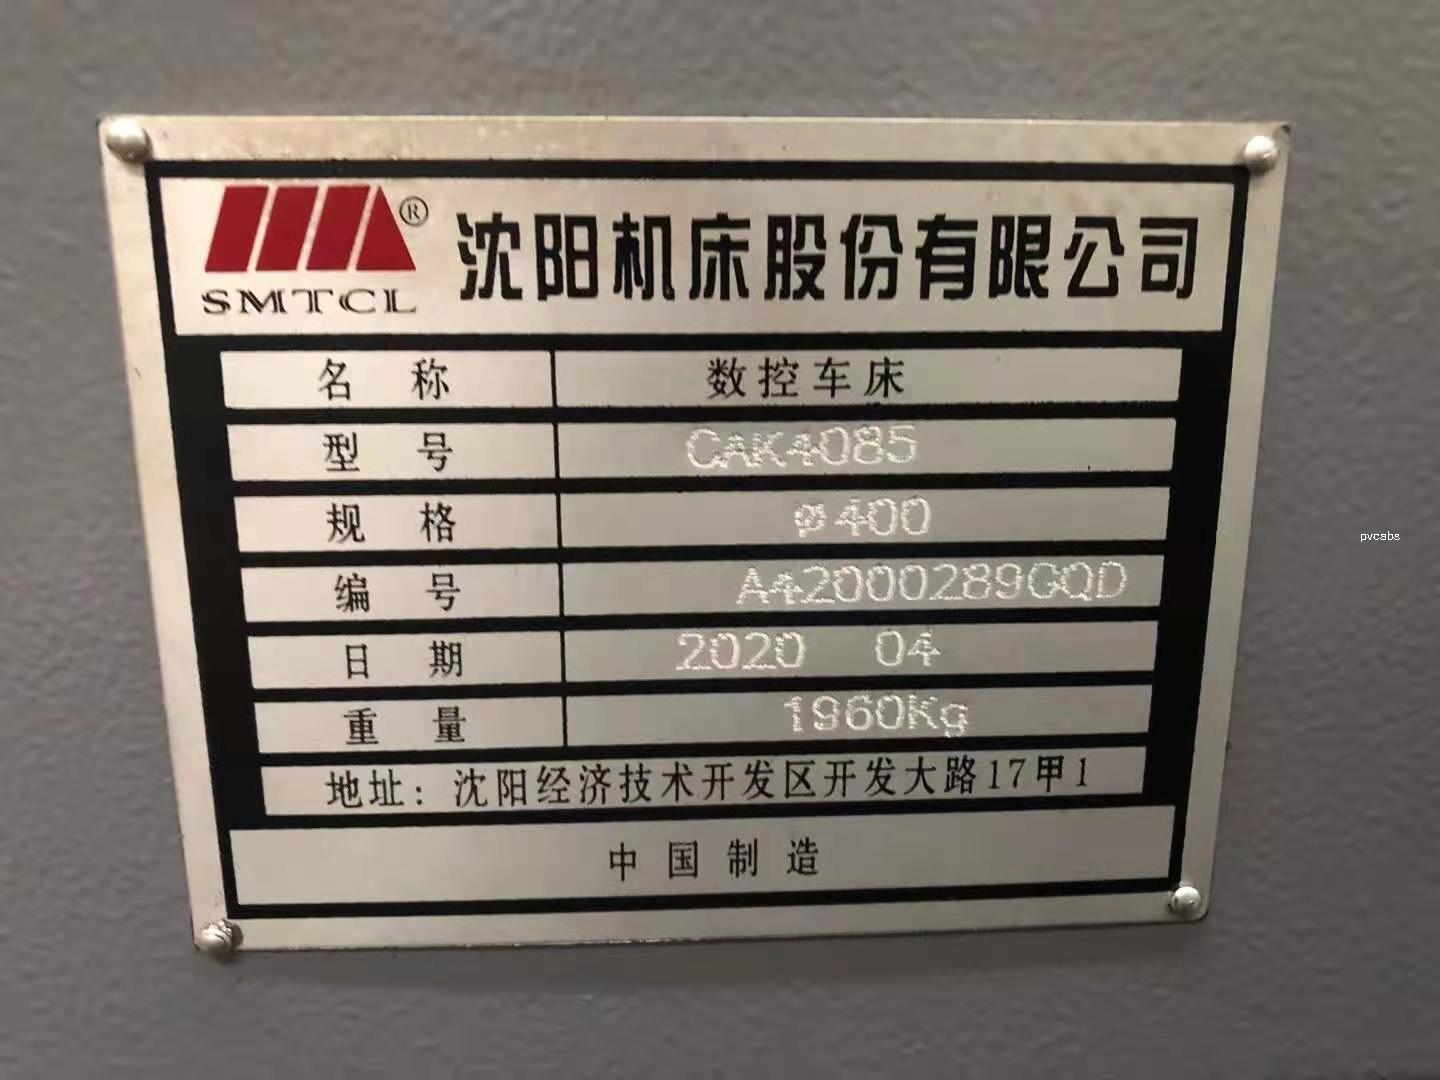 ® 沈阳机床股份有限公司
SMTCL
名 称 数控车床
型 号 CAK4085
规 格 φ400
编 号 A42000289GQD
日 期 2020 04
重 量 1960Kg
地址: 沈阳经济技术开发区开发大路17甲1
中国制造
pvcabs